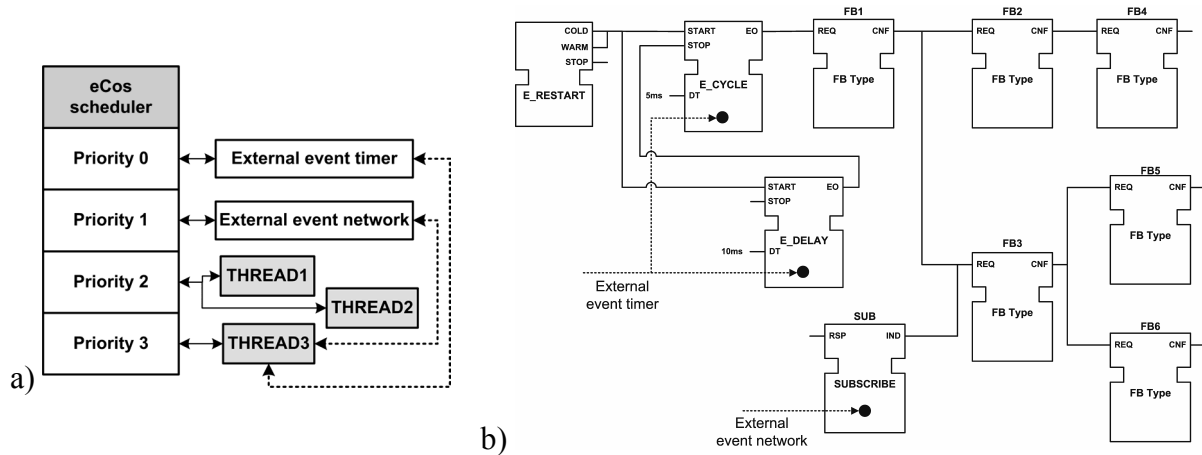 eCos
scheduler
Priority 0
Priority 1
Priority 2
Priority 3
External event timer
External event network
THREAD1
THREAD2
THREAD3
a)
COLD
WARM
STOP
E_RESTART
START
EO
STOP
E_CYCLE
5ms
DT
FB1
REQ
CNF
FB Type
FB2
REQ
CNF
FB Type
FB4
REQ
CNF
FB Type
START
EO
STOP
E_DELAY
10ms
DT
External
event timer
SUB
RSP
IND
SUBSCRIBE
External
event network
FB3
REQ
CNF
FB Type
FB5
REQ
CNF
FB Type
FB6
REQ
CNF
FB Type
b)